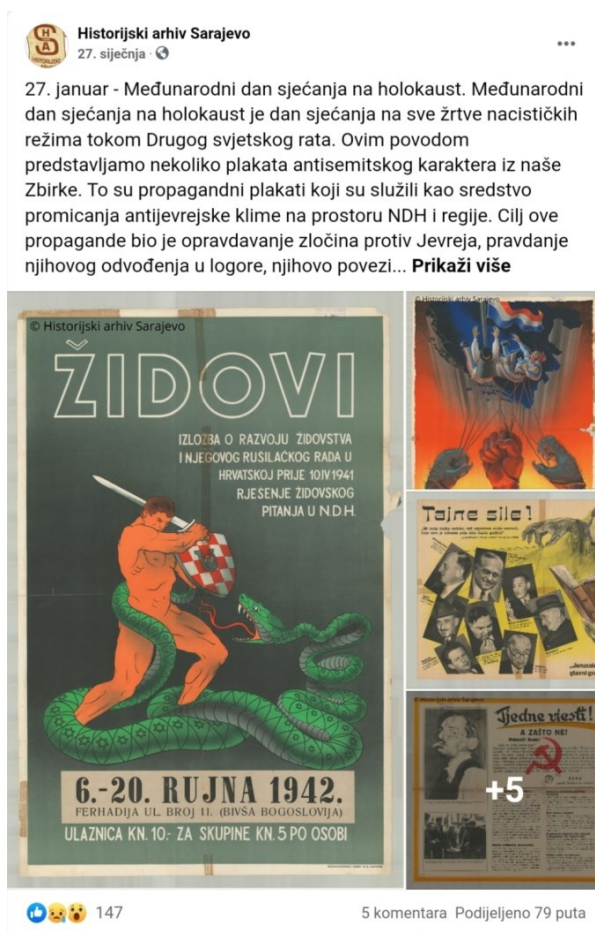 Historijski arhiv Sarajevo
27. siječnja ·
27. januar - Međunarodni dan sjećanja na holokaust. Međunarodni
dan sjećanja na holokaust je dan sjećanja na sve žrtve nacističkih
režima tokom Drugog svjetskog rata. Ovim povodom
predstavljamo nekoliko plakata antisemitskog karaktera iz naše
Zbirke. To su propagandni plakati koji su služili kao sredstvo
promicanja antijevrejske klime na prostoru NDH i regije. Cilj ove
propagande bio je opravdavanje zločina protiv Jevreja, pravdanje
njihovog odvođenja u logore, njihovo povezi... Prikaži više
© Historijski arhiv Sarajevo
ŽIDOVI
IZLOŽBA O RAZVOJU ŽIDOVSTVA
I NJEGOVOG RUŠILAČKOG RADA U
HRVATSKOJ PRIJE 10IV.1941
RJEŠENJE ŽIDOVSKOG
PITANJA U N.D.H.
6.-20. RUJNA 1942.
FERHADIJA UL. BROJ 11. (BIVŠA BOGOSLOVIJA)
ULAZNICA KN. 10.- ZA SKUPINE KN. 5 PO OSOBI
© Historijski arhiv Sarajevo
Tajne sile!
© Historijski arhiv Sarajevo
Tjedne viesti!
A ZAŠTO NE!
+5
147
5 komentara Podijeljeno 79 puta